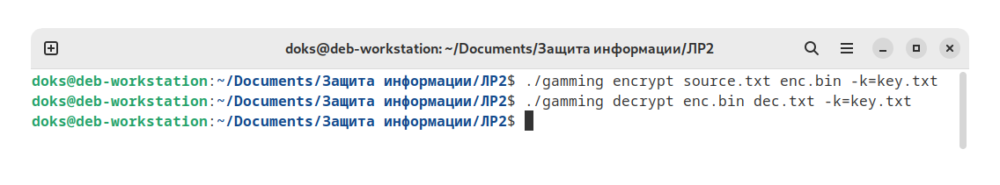 doks@deb-workstation: ~/Documents/Защита информации/ЛР2
doks@deb-workstation:~/Documents/Защита информации/ЛР2$ ./gamming encrypt source.txt enc.bin -k=key.txt
doks@deb-workstation:~/Documents/Защита информации/ЛР2$ ./gamming decrypt enc.bin dec.txt -k=key.txt
doks@deb-workstation:~/Documents/Защита информации/ЛР2$